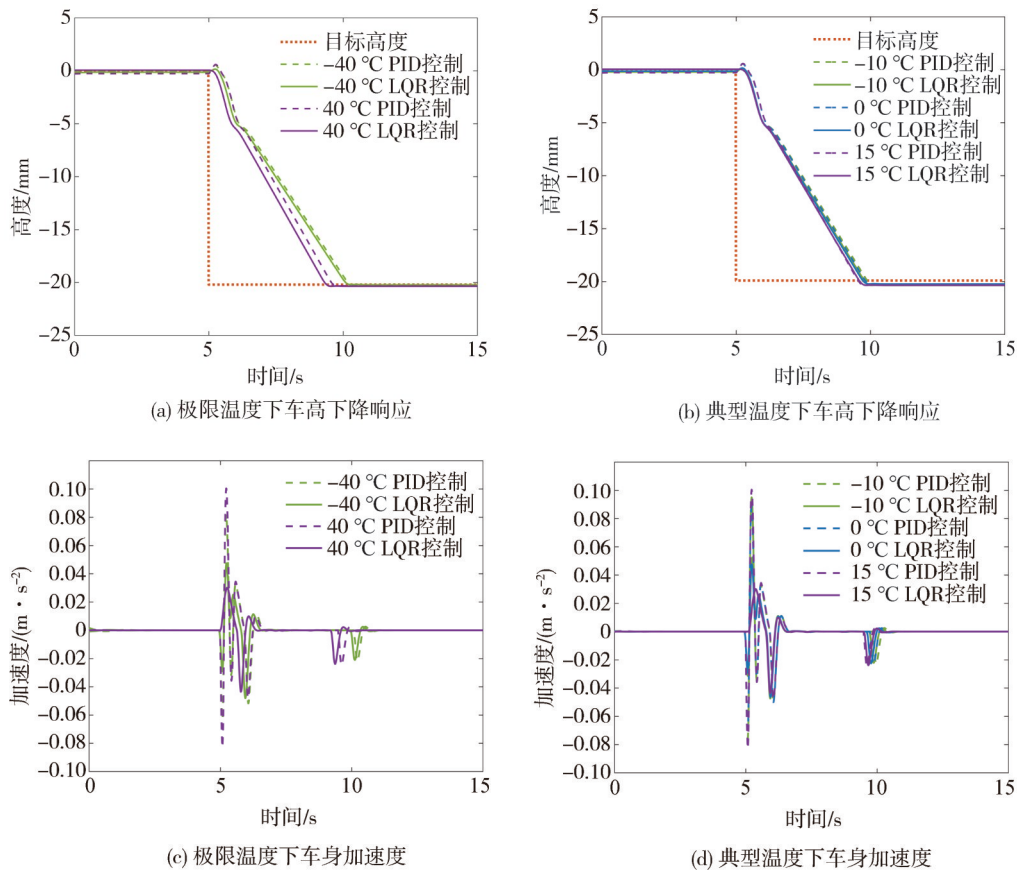 5
0
−5
−10
−15
−20
−25
高度/mm
目标高度
−40 ℃ PID控制
−40 ℃ LQR控制
40 ℃ PID控制
40 ℃ LQR控制
0 5 10 15
时间/s
(a) 极限温度下车高下降响应
5
0
−5
−10
−15
−20
−25
高度/mm
目标高度
−10 ℃ PID控制
−10 ℃ LQR控制
0 ℃ PID控制
0 ℃ LQR控制
15 ℃ PID控制
15 ℃ LQR控制
0 5 10 15
时间/s
(b) 典型温度下车高下降响应
0.10
0.08
0.06
0.04
0.02
0
−0.02
−0.04
−0.06
−0.08
−0.10
加速度/(m·s⁻²)
−40 ℃ PID控制
−40 ℃ LQR控制
40 ℃ PID控制
40 ℃ LQR控制
0 5 10 15
时间/s
(c) 极限温度下车身加速度
0.10
0.08
0.06
0.04
0.02
0
−0.02
−0.04
−0.06
−0.08
−0.10
加速度/(m·s⁻²)
−10 ℃ PID控制
−10 ℃ LQR控制
0 ℃ PID控制
0 ℃ LQR控制
15 ℃ PID控制
15 ℃ LQR控制
0 5 10 15
时间/s
(d) 典型温度下车身加速度